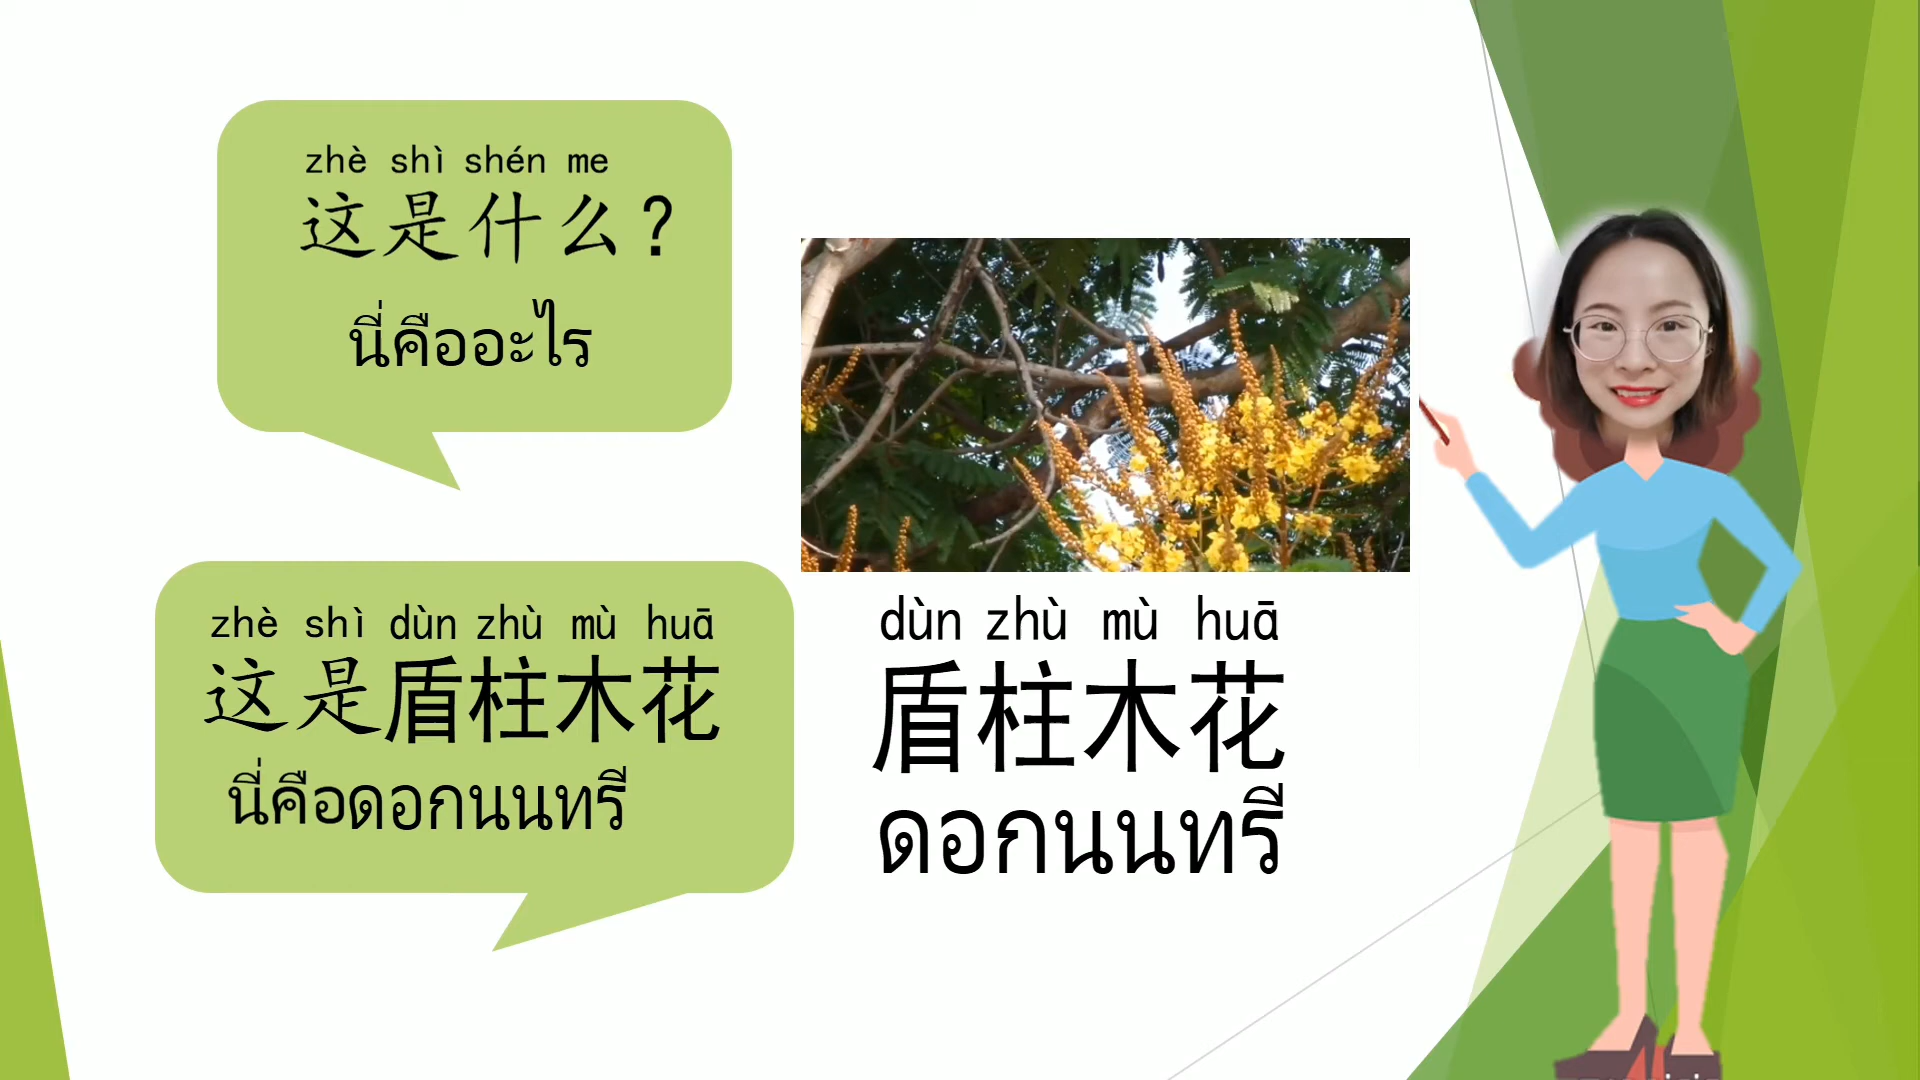 zhè shì shén me
这是什么？
นี่คืออะไร
zhè shì dùn zhù mù huā
这是盾柱木花
นี่คือดอกนนทรี
dùn zhù mù huā
盾柱木花
ดอกนนทรี